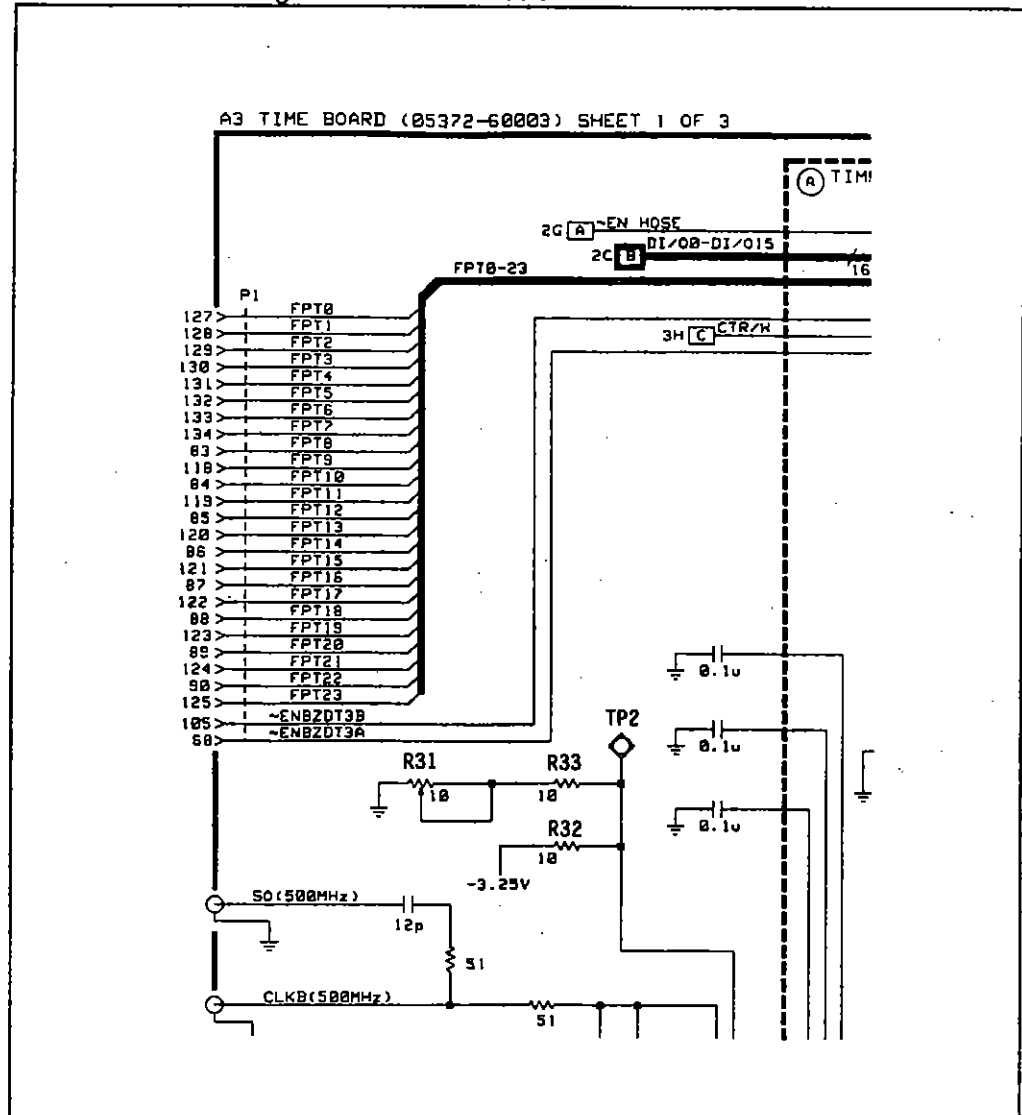 A3 TIME BOARD (05372-60003) SHEET 1 OF 3
A TIM
2G A ~EN HOSE
2C B DI/O0-DI/O15
16
FPT0-23
P1
3H C CTR/W
127 FPT0
128 FPT1
129 FPT2
130 FPT3
131 FPT4
132 FPT5
133 FPT6
134 FPT7
83 FPT8
118 FPT9
84 FPT10
119 FPT11
85 FPT12
120 FPT13
86 FPT14
121 FPT15
87 FPT16
122 FPT17
88 FPT18
123 FPT19
89 FPT20
124 FPT21
90 FPT22
125 FPT23
105 ~ENBZDT3B
68 ~ENBZDT3A
0.1u
0.1u
0.1u
TP2
R31
10
R33
10
R32
10
-3.25V
SO(500MHz)
12p
51
CLKB(500MHz)
51